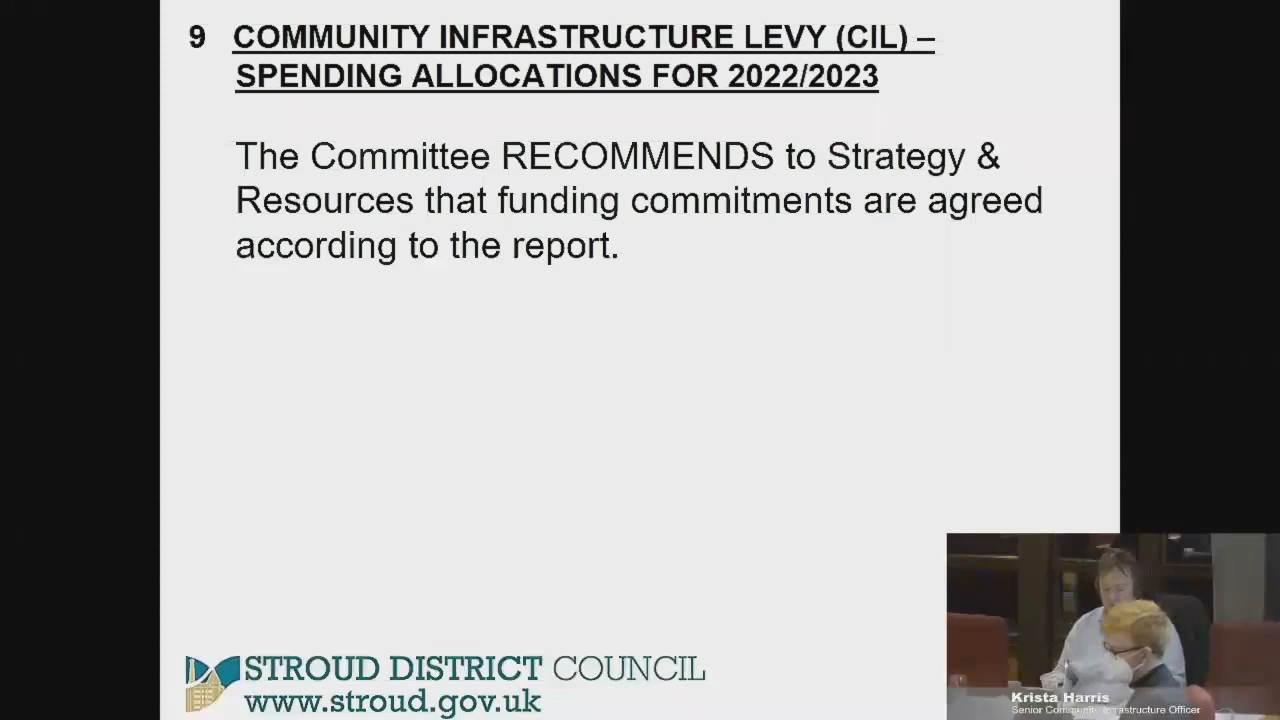 9 COMMUNITY INFRASTRUCTURE LEVY (CIL) –
SPENDING ALLOCATIONS FOR 2022/2023
The Committee RECOMMENDS to Strategy &
Resources that funding commitments are agreed
according to the report.
STROUD DISTRICT COUNCIL
www.stroud.gov.uk
Krista Harris
Senior Community Infrastructure Officer